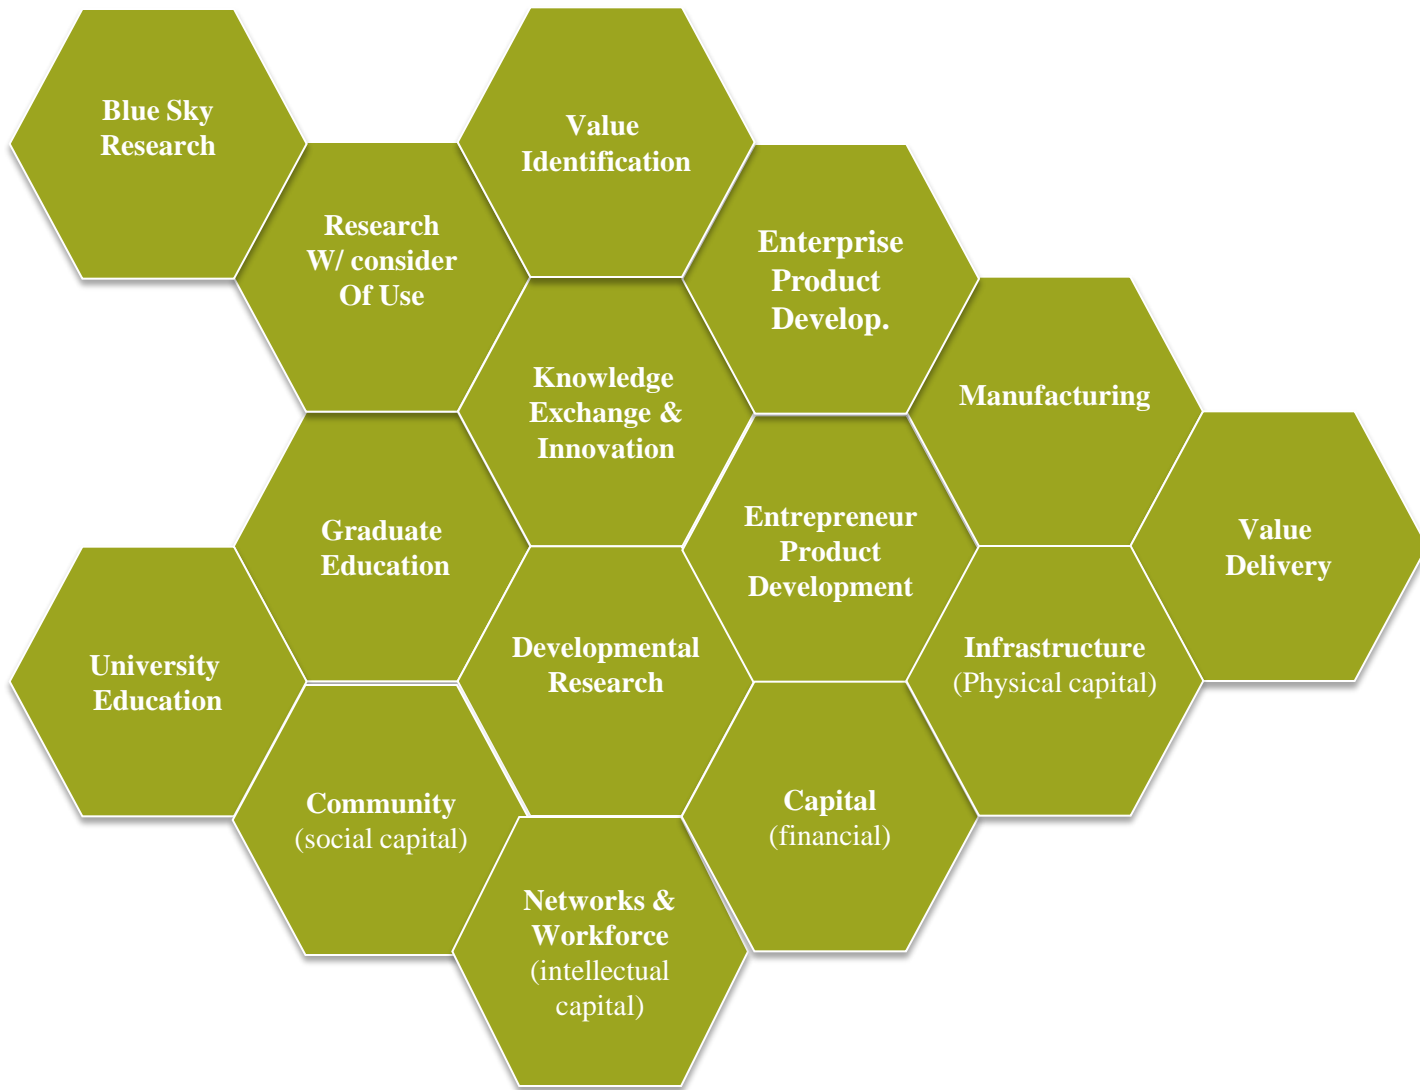 Blue Sky
Research
Value
Identification
Research
W/ consider
Of Use
Enterprise
Product
Develop.
Knowledge
Exchange &
Innovation
Manufacturing
Graduate
Education
Entrepreneur
Product
Development
Value
Delivery
University
Education
Developmental
Research
Infrastructure
(Physical capital)
Community
(social capital)
Capital
(financial)
Networks &
Workforce
(intellectual
capital)